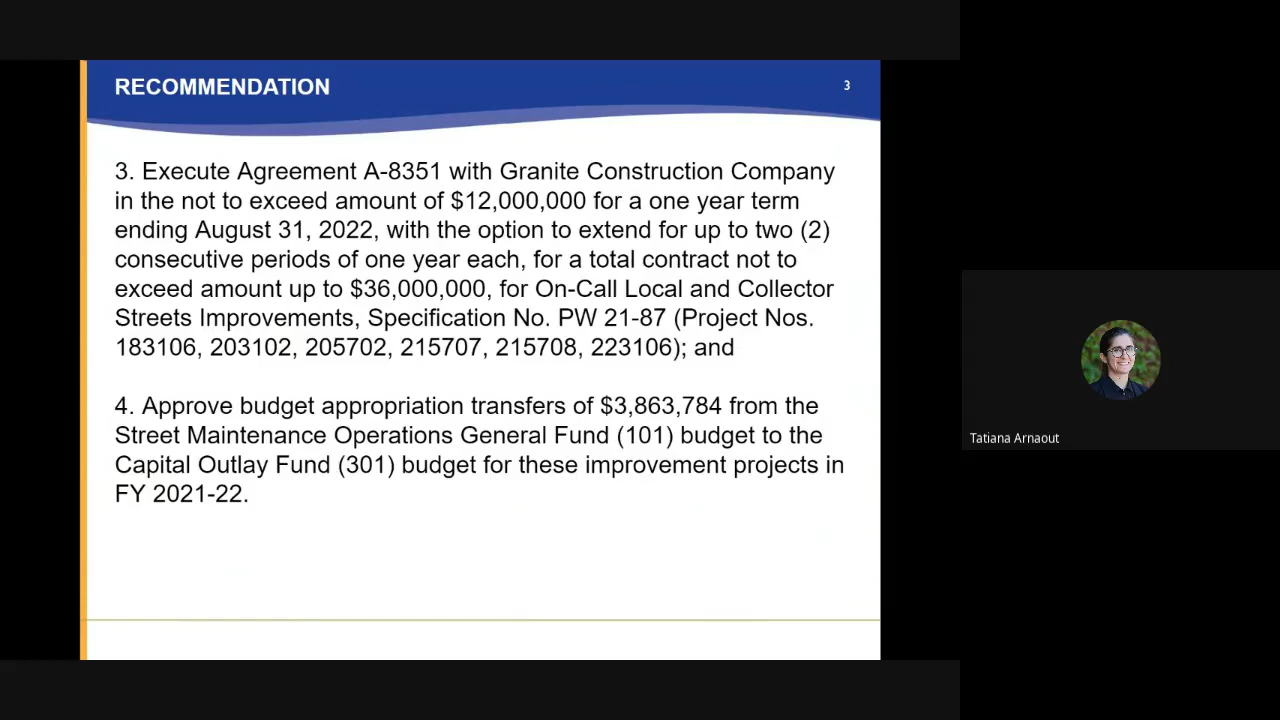 RECOMMENDATION
3
3. Execute Agreement A-8351 with Granite Construction Company
in the not to exceed amount of $12,000,000 for a one year term
ending August 31, 2022, with the option to extend for up to two (2)
consecutive periods of one year each, for a total contract not to
exceed amount up to $36,000,000, for On-Call Local and Collector
Streets Improvements, Specification No. PW 21-87 (Project Nos.
183106, 203102, 205702, 215707, 215708, 223106); and
4. Approve budget appropriation transfers of $3,863,784 from the
Street Maintenance Operations General Fund (101) budget to the
Capital Outlay Fund (301) budget for these improvement projects in
FY 2021-22.
Tatiana Arnaout